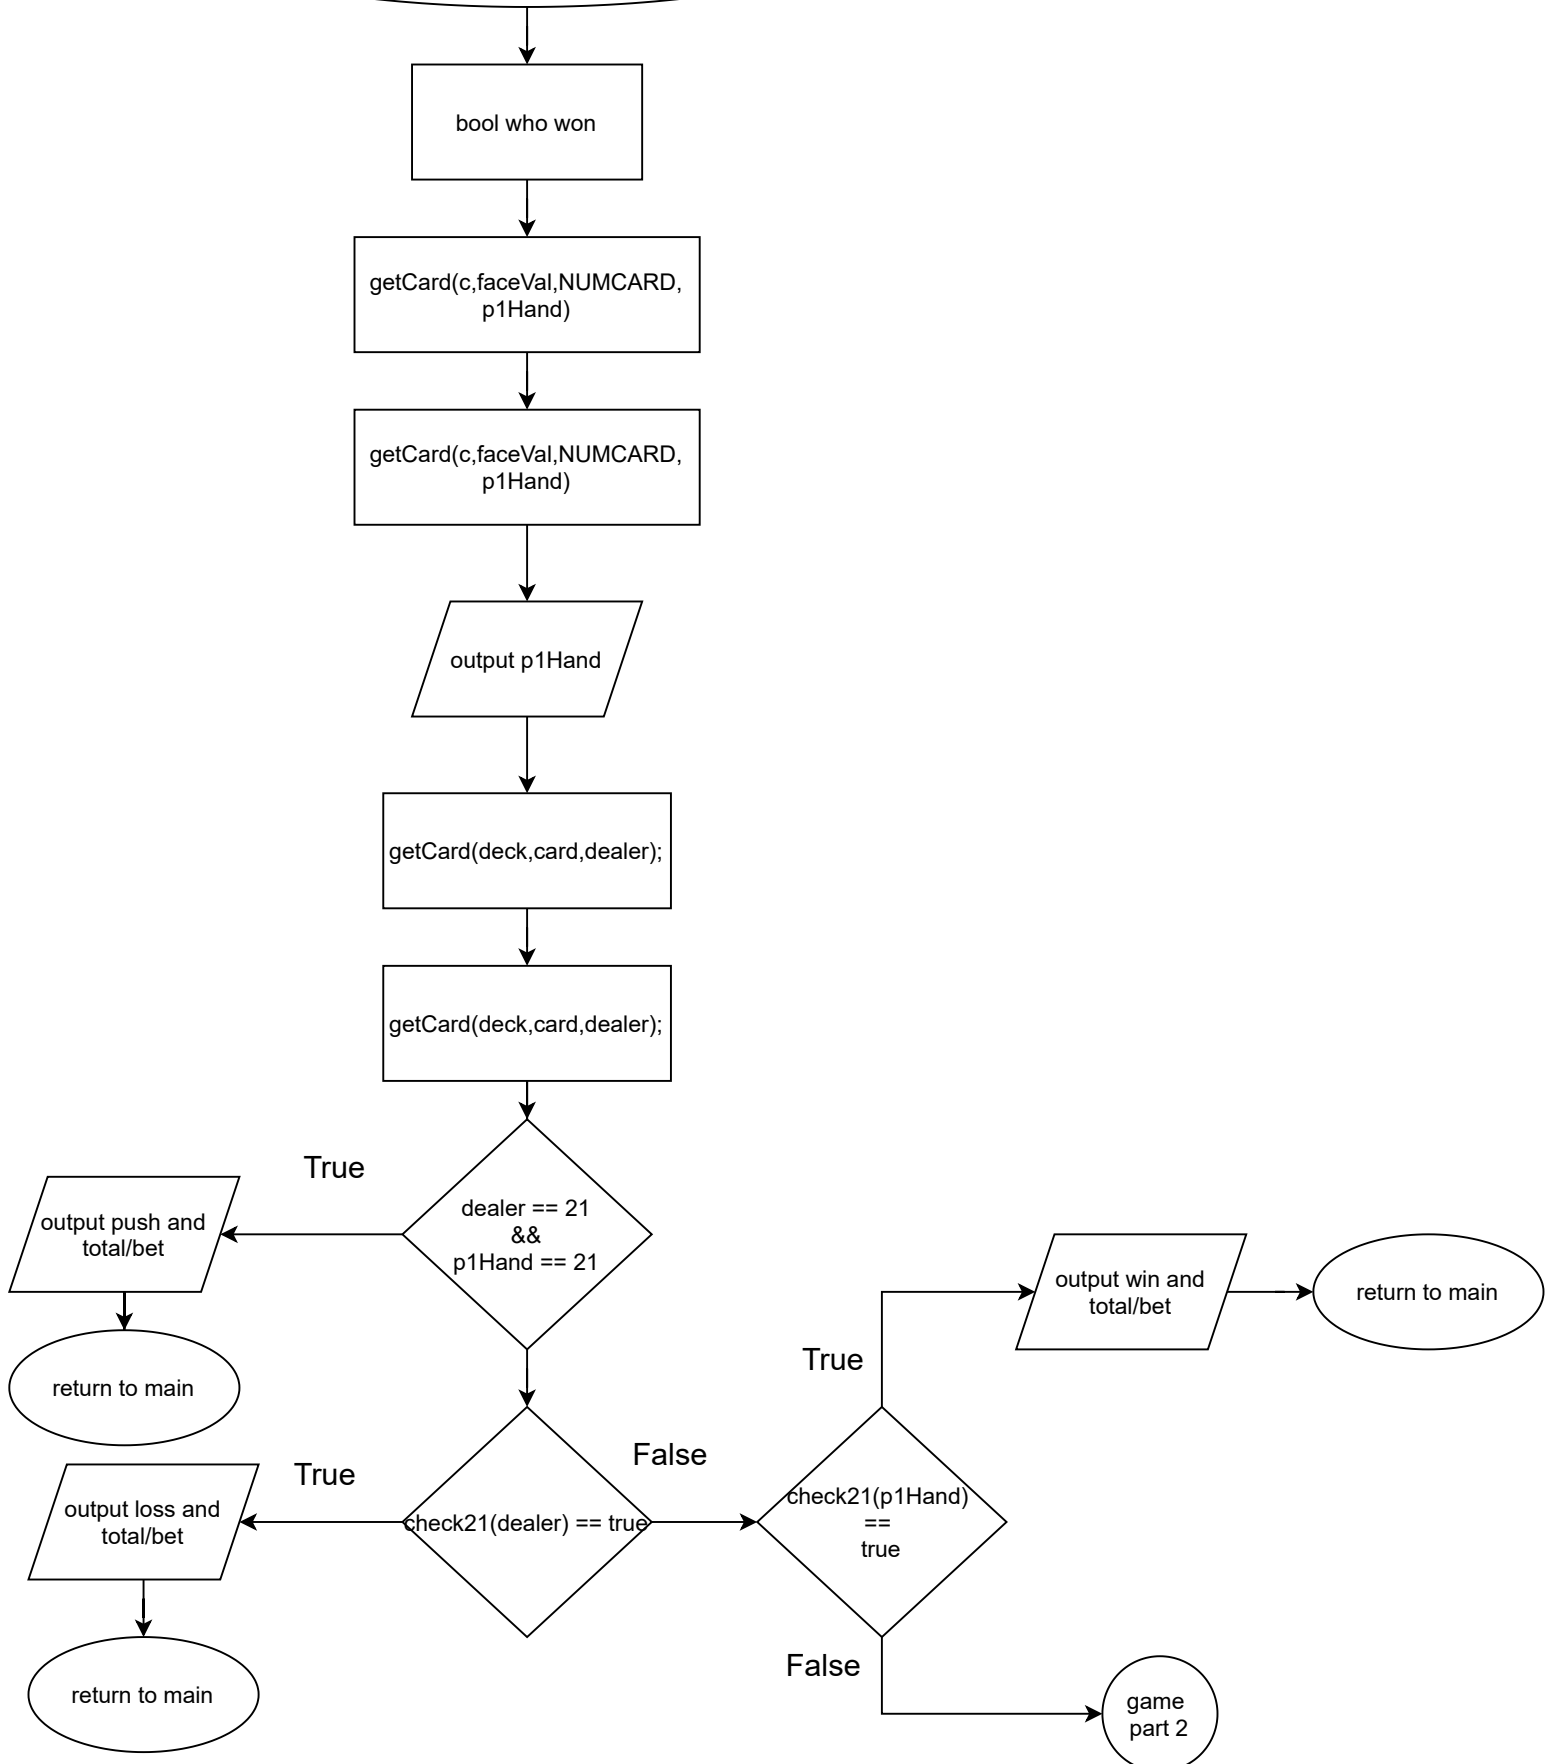 bool who won
getCard(c,faceVal,NUMCARD,
p1Hand)
getCard(c,faceVal,NUMCARD,
p1Hand)
output p1Hand
getCard(deck,card,dealer);
getCard(deck,card,dealer);
True
dealer == 21
&&
p1Hand == 21
output push and
total/bet
return to main
output win and
total/bet
return to main
True
False
True
check21(dealer) == true
check21(p1Hand)
==
true
output loss and
total/bet
return to main
False
game
part 2